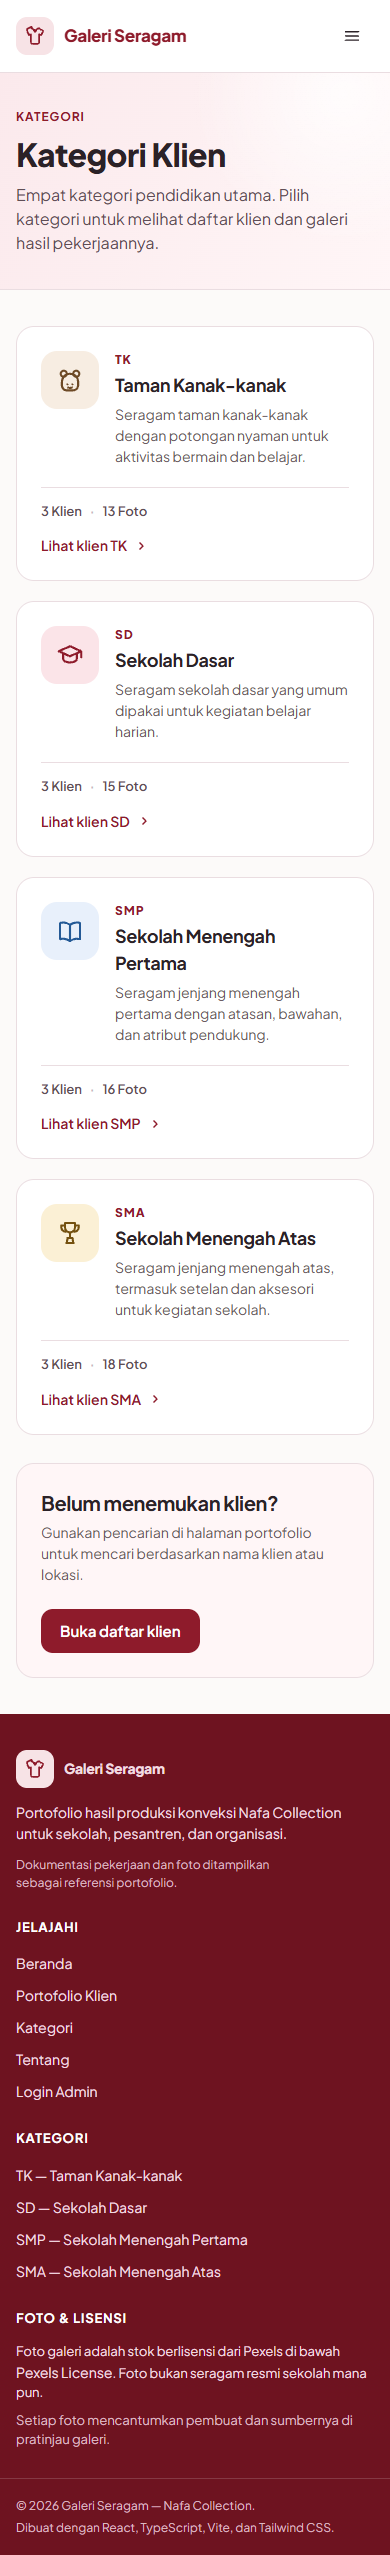 Galeri Seragam
KATEGORI
Kategori Klien
Empat kategori pendidikan utama. Pilih
kategori untuk melihat daftar klien dan galeri
hasil pekerjaannya.
TK
Taman Kanak-kanak
Seragam taman kanak-kanak
dengan potongan nyaman untuk
aktivitas bermain dan belajar.
3 Klien · 13 Foto
Lihat klien TK
SD
Sekolah Dasar
Seragam sekolah dasar yang umum
dipakai untuk kegiatan belajar
harian.
3 Klien · 15 Foto
Lihat klien SD
SMP
Sekolah Menengah
Pertama
Seragam jenjang menengah
pertama dengan atasan, bawahan,
dan atribut pendukung.
3 Klien · 16 Foto
Lihat klien SMP
SMA
Sekolah Menengah Atas
Seragam jenjang menengah atas,
termasuk setelan dan aksesori
untuk kegiatan sekolah.
3 Klien · 18 Foto
Lihat klien SMA
Belum menemukan klien?
Gunakan pencarian di halaman portofolio
untuk mencari berdasarkan nama klien atau
lokasi.
Buka daftar klien
Galeri Seragam
Portofolio hasil produksi konveksi Nafa Collection
untuk sekolah, pesantren, dan organisasi.
Dokumentasi pekerjaan dan foto ditampilkan
sebagai referensi portofolio.
JELAJAHI
Beranda
Portofolio Klien
Kategori
Tentang
Login Admin
KATEGORI
TK — Taman Kanak-kanak
SD — Sekolah Dasar
SMP — Sekolah Menengah Pertama
SMA — Sekolah Menengah Atas
FOTO & LISENSI
Foto galeri adalah stok berlisensi dari Pexels di bawah
Pexels License. Foto bukan seragam resmi sekolah mana
pun.
Setiap foto mencantumkan pembuat dan sumbernya di
pratinjau galeri.
© 2026 Galeri Seragam — Nafa Collection.
Dibuat dengan React, TypeScript, Vite, dan Tailwind CSS.